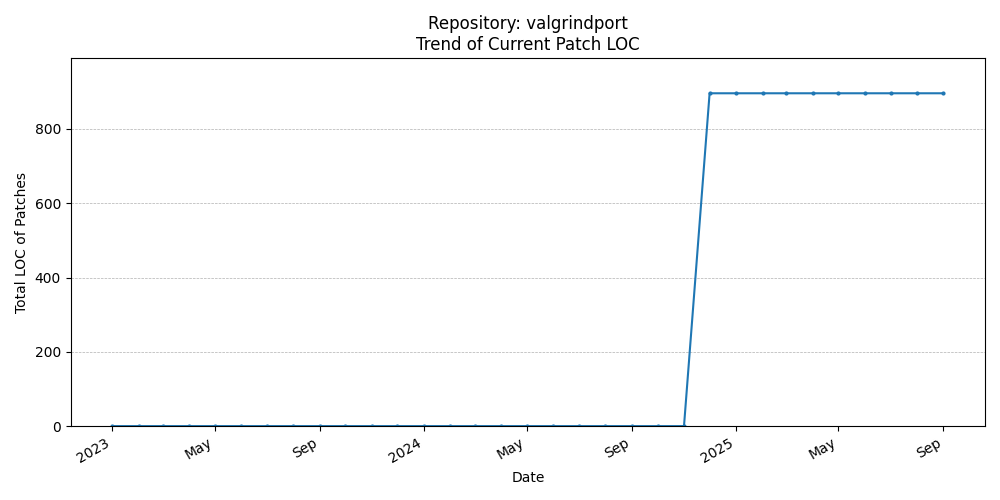 Repository: valgrindport
Trend of Current Patch LOC
Total LOC of Patches
800
600
400
200
0
2023
May
Sep
2024
May
Sep
2025
May
Sep
Date